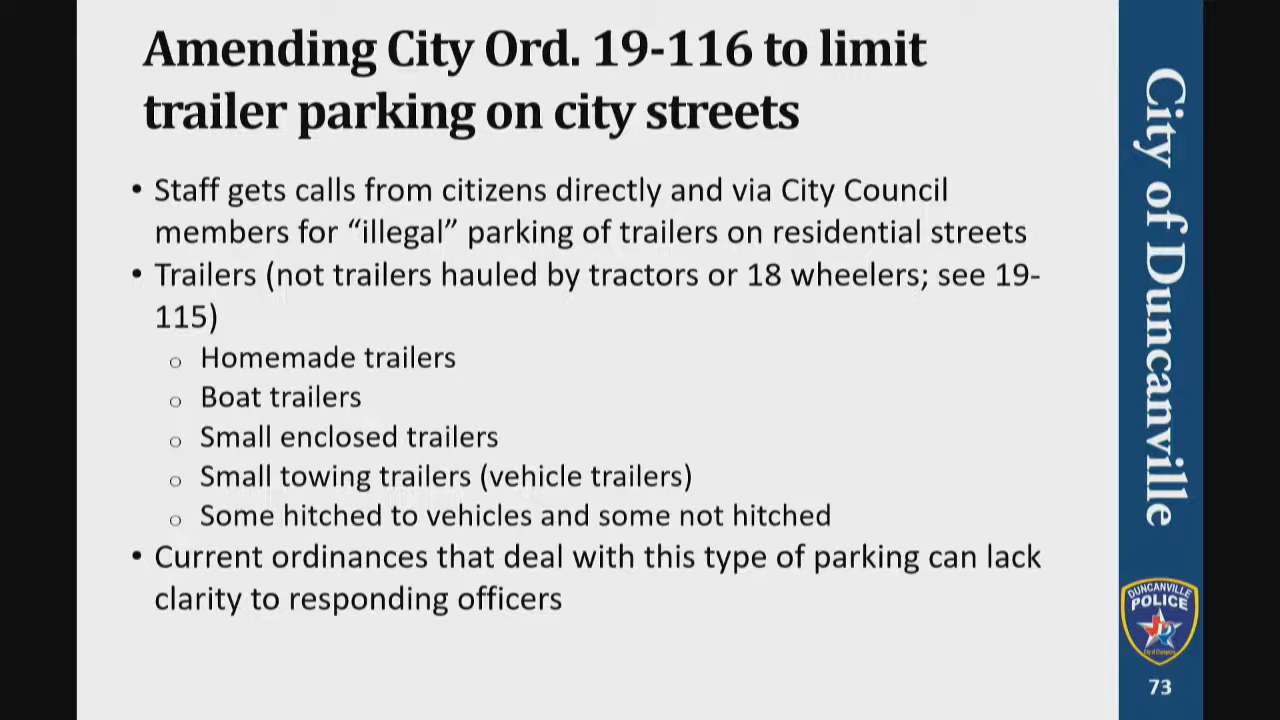 Amending City Ord. 19-116 to limit
trailer parking on city streets
• Staff gets calls from citizens directly and via City Council
members for “illegal” parking of trailers on residential streets
• Trailers (not trailers hauled by tractors or 18 wheelers; see 19-
115)
o Homemade trailers
o Boat trailers
o Small enclosed trailers
o Small towing trailers (vehicle trailers)
o Some hitched to vehicles and some not hitched
• Current ordinances that deal with this type of parking can lack
clarity to responding officers
City of Duncanville
DUNCANVILLE
POLICE
City of Champions
73